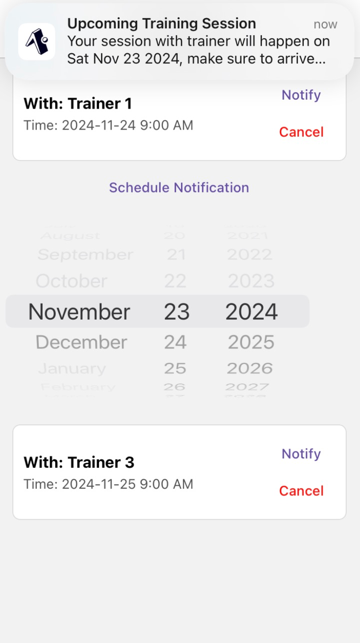 Upcoming Training Session now
Your session with trainer will happen on
Sat Nov 23 2024, make sure to arrive...
With: Trainer 1
Notify
Time: 2024-11-24 9:00 AM
Cancel
Schedule Notification
August 20 2021
September 21 2022
October 22 2023
November 23 2024
December 24 2025
January 25 2026
February 26 2027
With: Trainer 3
Notify
Time: 2024-11-25 9:00 AM
Cancel